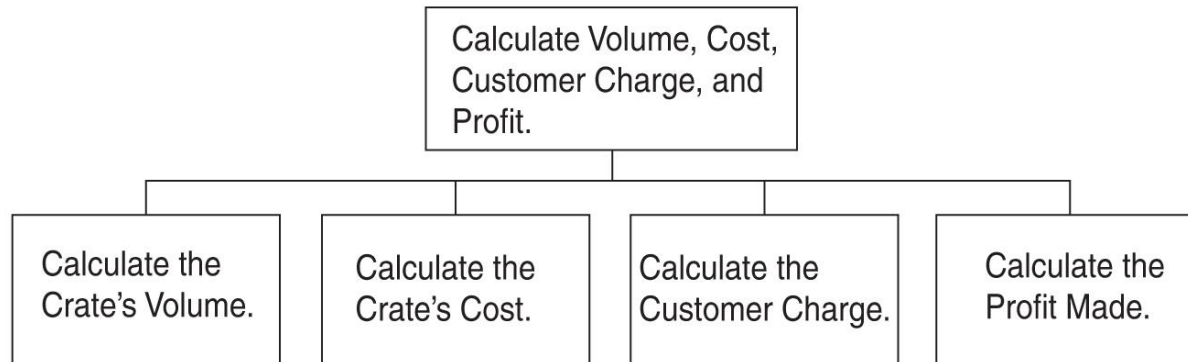 Calculate Volume, Cost,
Customer Charge, and
Profit.
Calculate the
Crate's Volume.
Calculate the
Crate's Cost.
Calculate the
Customer Charge.
Calculate the
Profit Made.